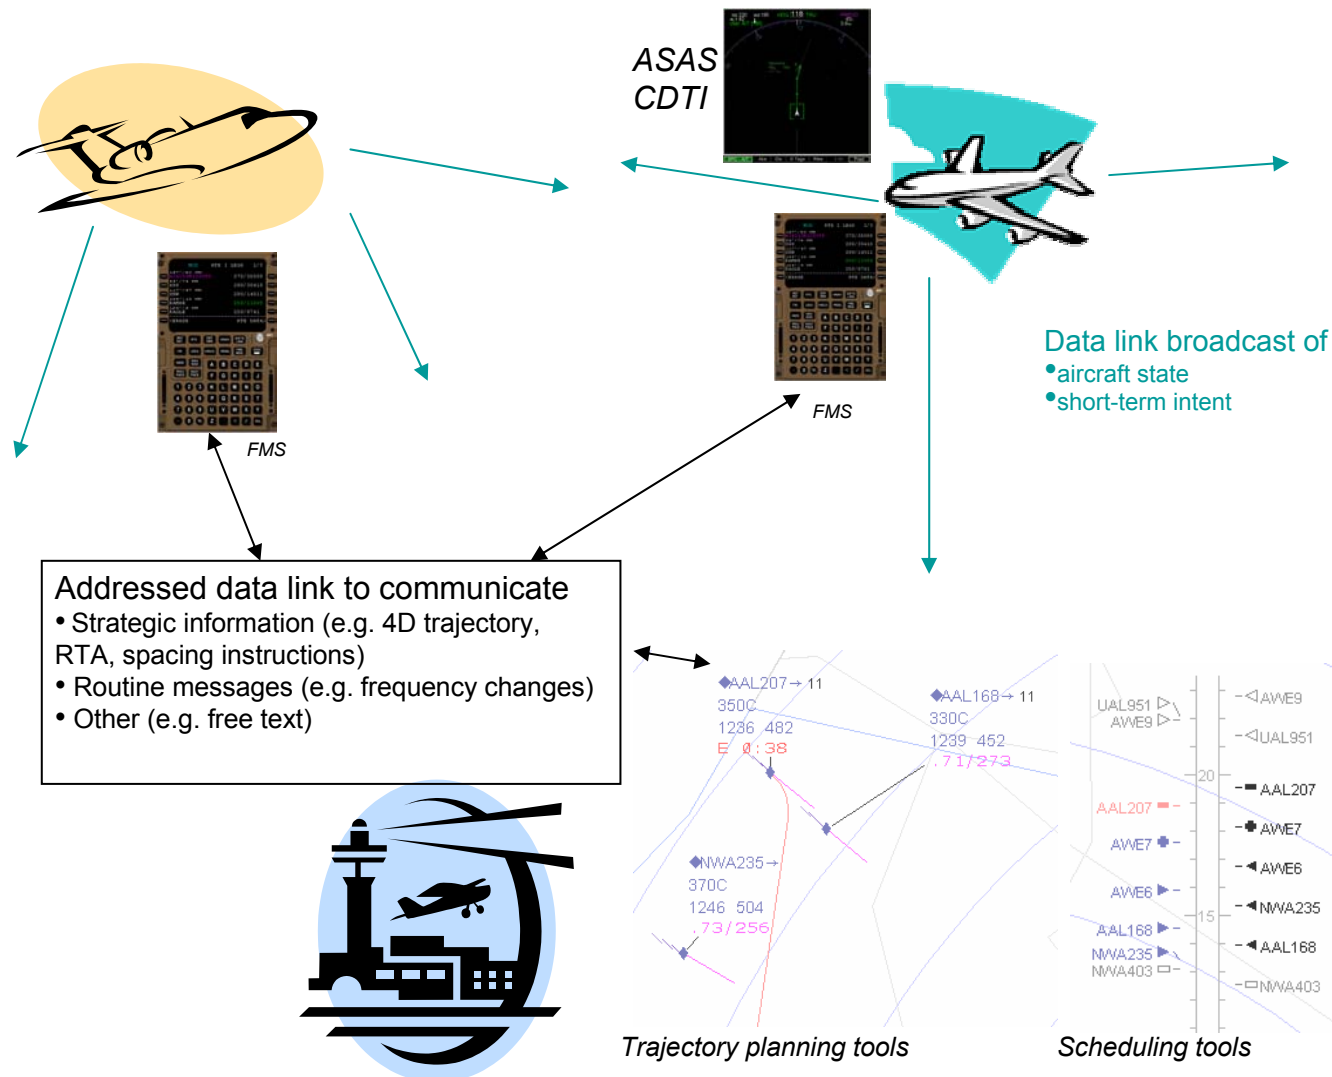 ASAS
CDTI
FMS
FMS
Data link broadcast of
•aircraft state
•short-term intent
Addressed data link to communicate
• Strategic information (e.g. 4D trajectory,
RTA, spacing instructions)
• Routine messages (e.g. frequency changes)
• Other (e.g. free text)
◆AAL207→ 11
350C
1236 482
E 0:38
◆AAL168→ 11
330C
1239 452
.71/273
◆NWA235→
370C
1246 504
.73/256
UAL951
AWE9
AAL207
AWE7
AWE6
AAL168
NWA235
NWA403
20
15
AWE9
UAL951
AAL207
AWE7
AWE6
NWA235
AAL168
NWA403
Trajectory planning tools
Scheduling tools